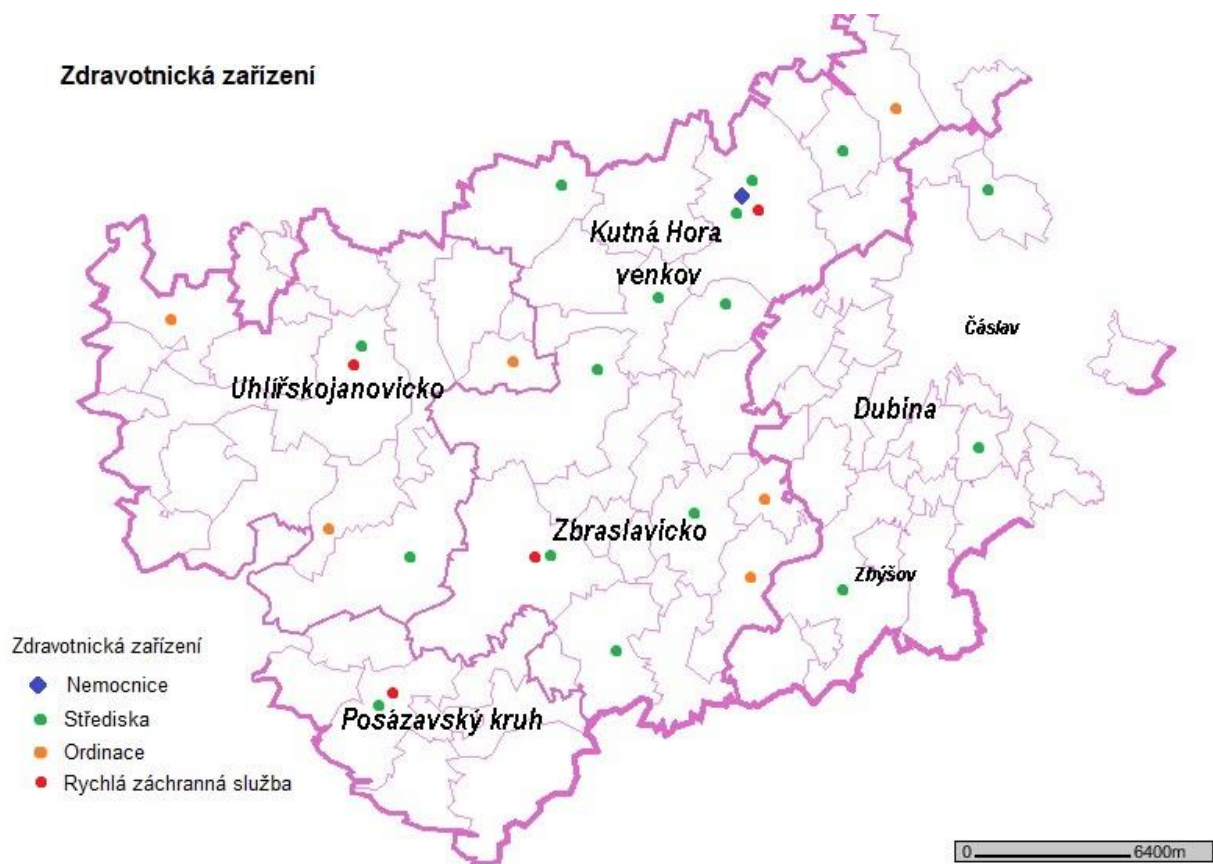 Zdravotnická zařízení
Kutná Hora
venkov
Čáslav
Uhlířskojanovicko
Dubina
Zbraslavicko
Zbýšov
Zdravotnická zařízení
Nemocnice
Střediska
Ordinace
Rychlá záchranná služba
Posázavský kruh
0 6400m